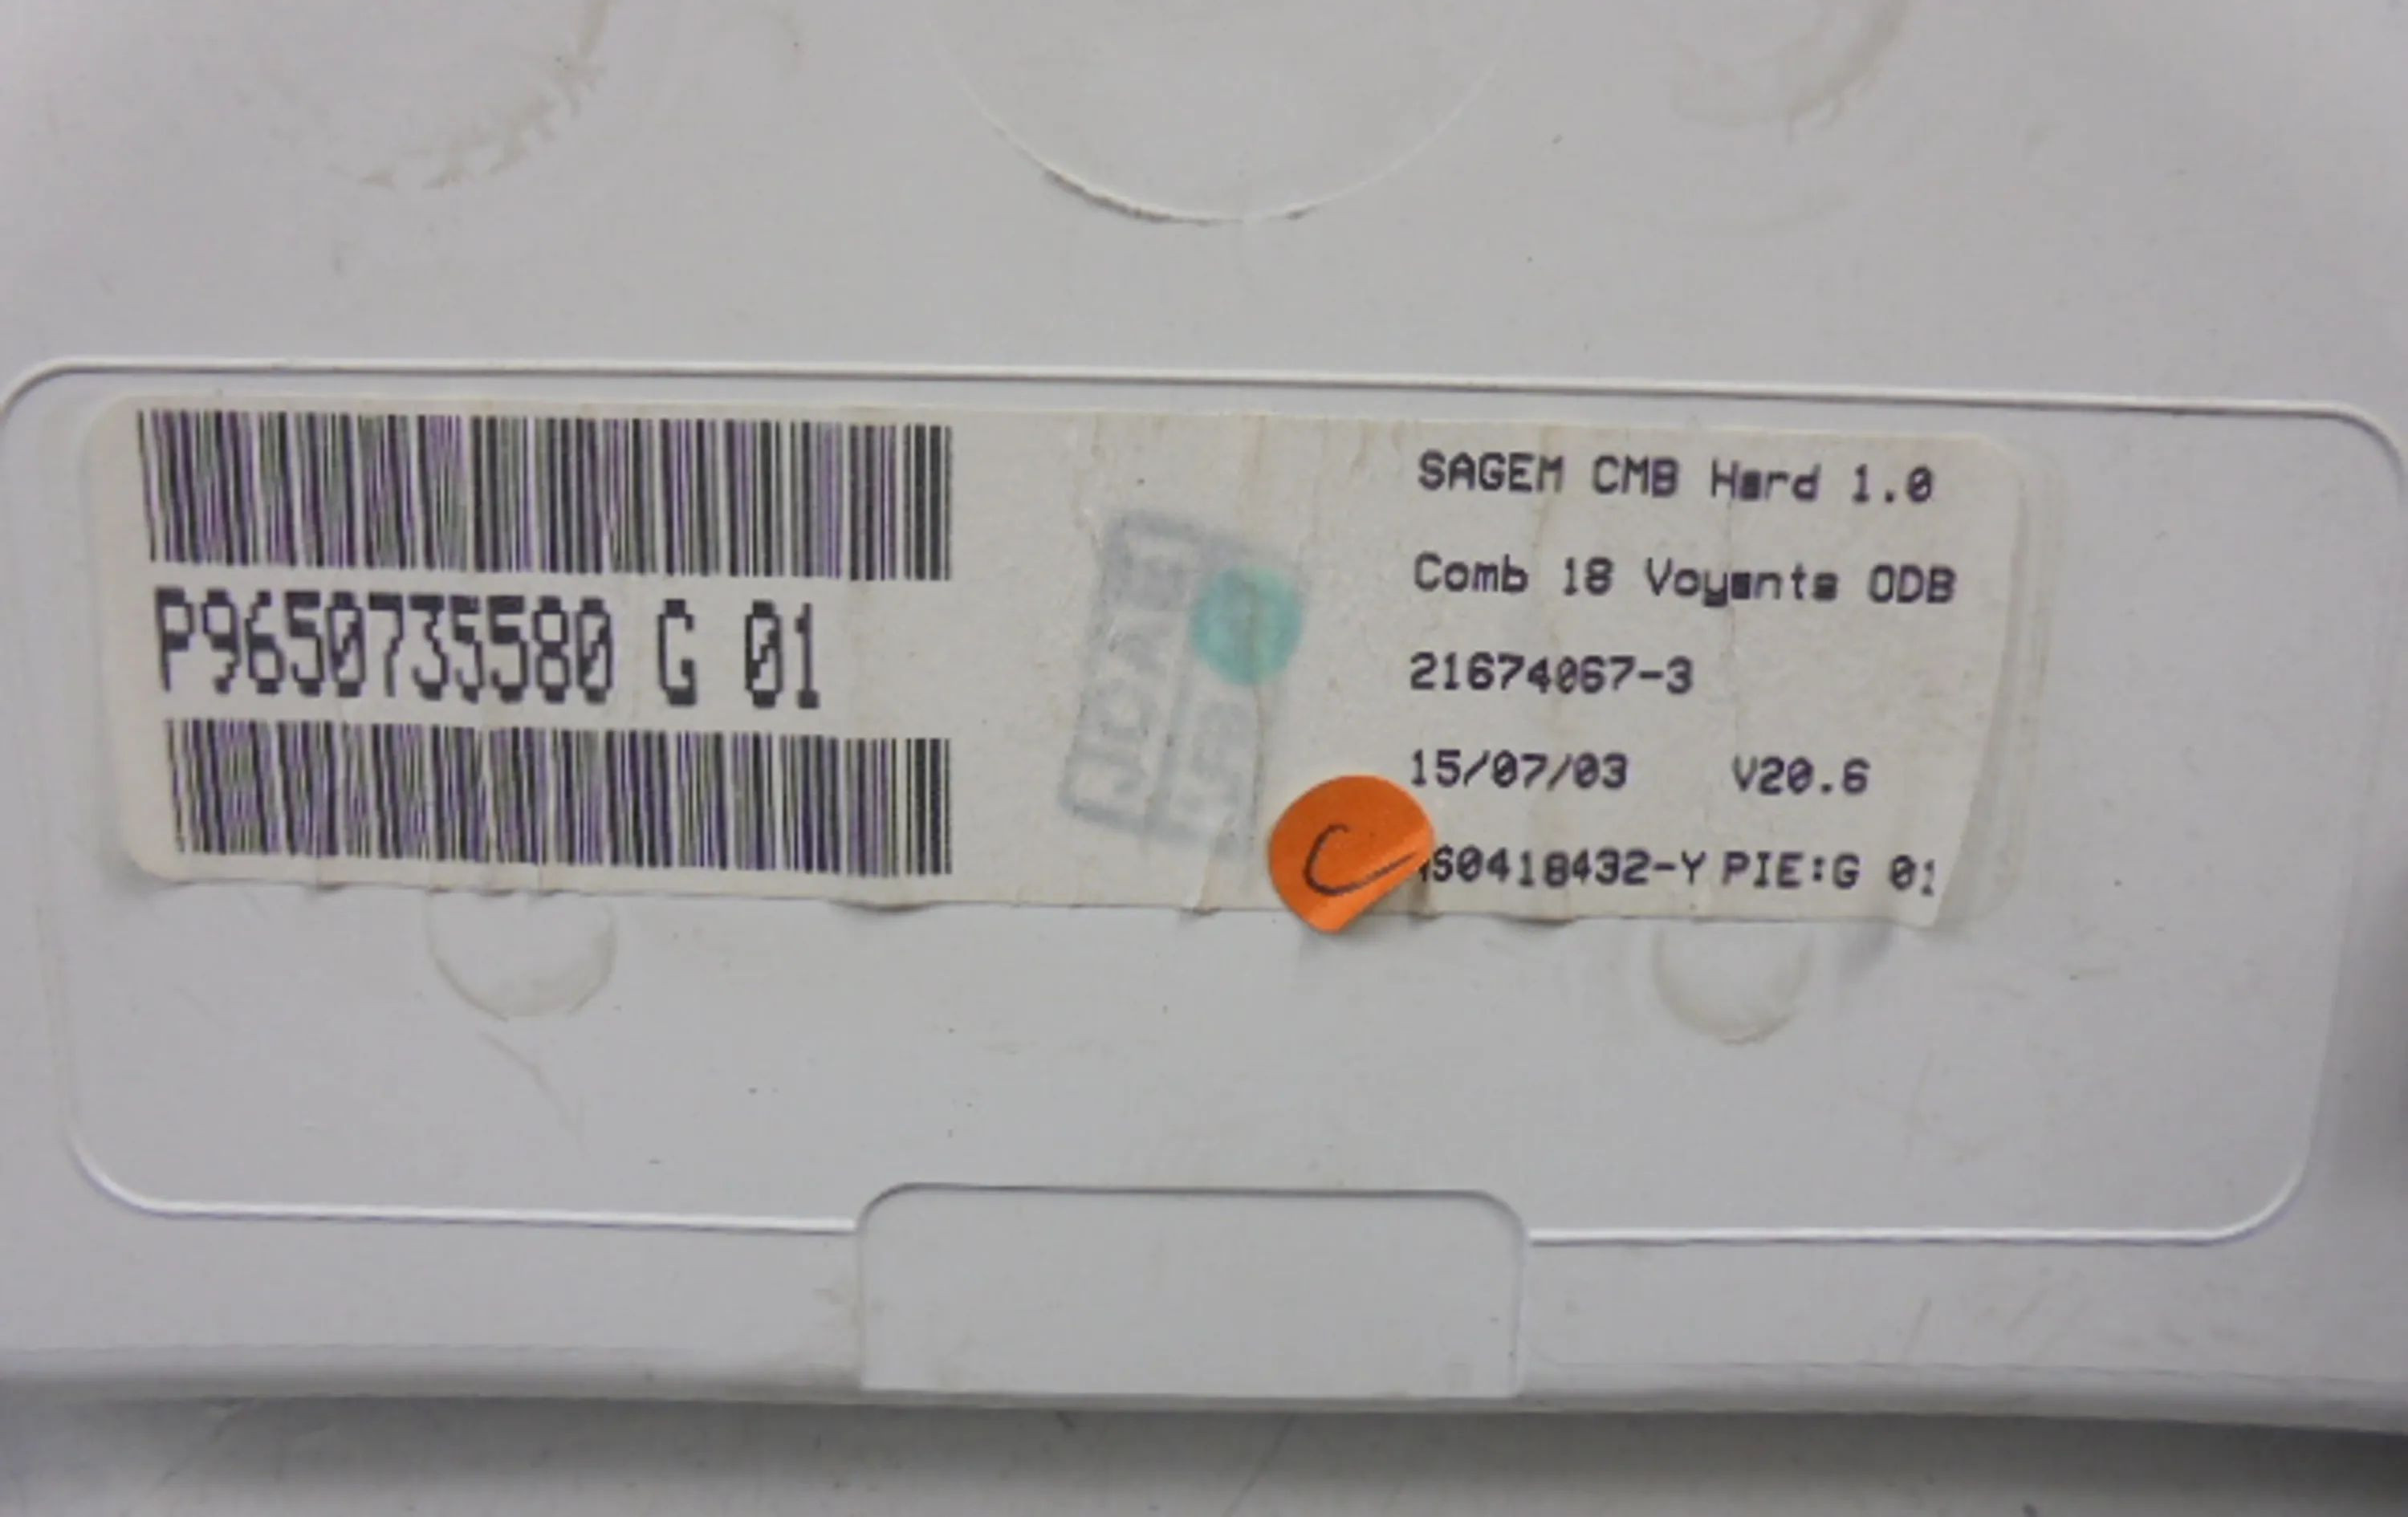 P9650735580 G 01
SAGEM CMB Hard 1.0
Comb 18 Voyants ODB
21674067-3
15/07/03 V20.6
S0418432-Y PIE:G 01
C